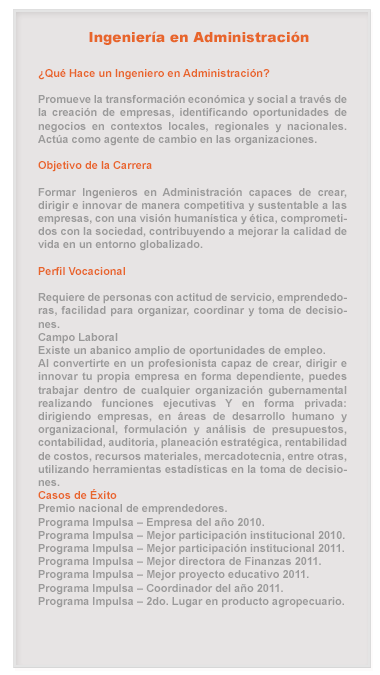 Ingeniería en Administración
¿Qué Hace un Ingeniero en Administración?
Promueve la transformación económica y social a través de
la creación de empresas, identificando oportunidades de
negocios en contextos locales, regionales y nacionales.
Actúa como agente de cambio en las organizaciones.
Objetivo de la Carrera
Formar Ingenieros en Administración capaces de crear,
dirigir e innovar de manera competitiva y sustentable a las
empresas, con una visión humanística y ética, comprometi-
dos con la sociedad, contribuyendo a mejorar la calidad de
vida en un entorno globalizado.
Perfil Vocacional
Requiere de personas con actitud de servicio, emprendedo-
ras, facilidad para organizar, coordinar y toma de decisio-
nes.
Campo Laboral
Existe un abanico amplio de oportunidades de empleo.
Al convertirte en un profesionista capaz de crear, dirigir e
innovar tu propia empresa en forma dependiente, puedes
trabajar dentro de cualquier organización gubernamental
realizando funciones ejecutivas Y en forma privada:
dirigiendo empresas, en áreas de desarrollo humano y
organizacional, formulación y análisis de presupuestos,
contabilidad, auditoria, planeación estratégica, rentabilidad
de costos, recursos materiales, mercadotecnia, entre otras,
utilizando herramientas estadísticas en la toma de decisio-
nes.
Casos de Éxito
Premio nacional de emprendedores.
Programa Impulsa – Empresa del año 2010.
Programa Impulsa – Mejor participación institucional 2010.
Programa Impulsa – Mejor participación institucional 2011.
Programa Impulsa – Mejor directora de Finanzas 2011.
Programa Impulsa – Mejor proyecto educativo 2011.
Programa Impulsa – Coordinador del año 2011.
Programa Impulsa – 2do. Lugar en producto agropecuario.